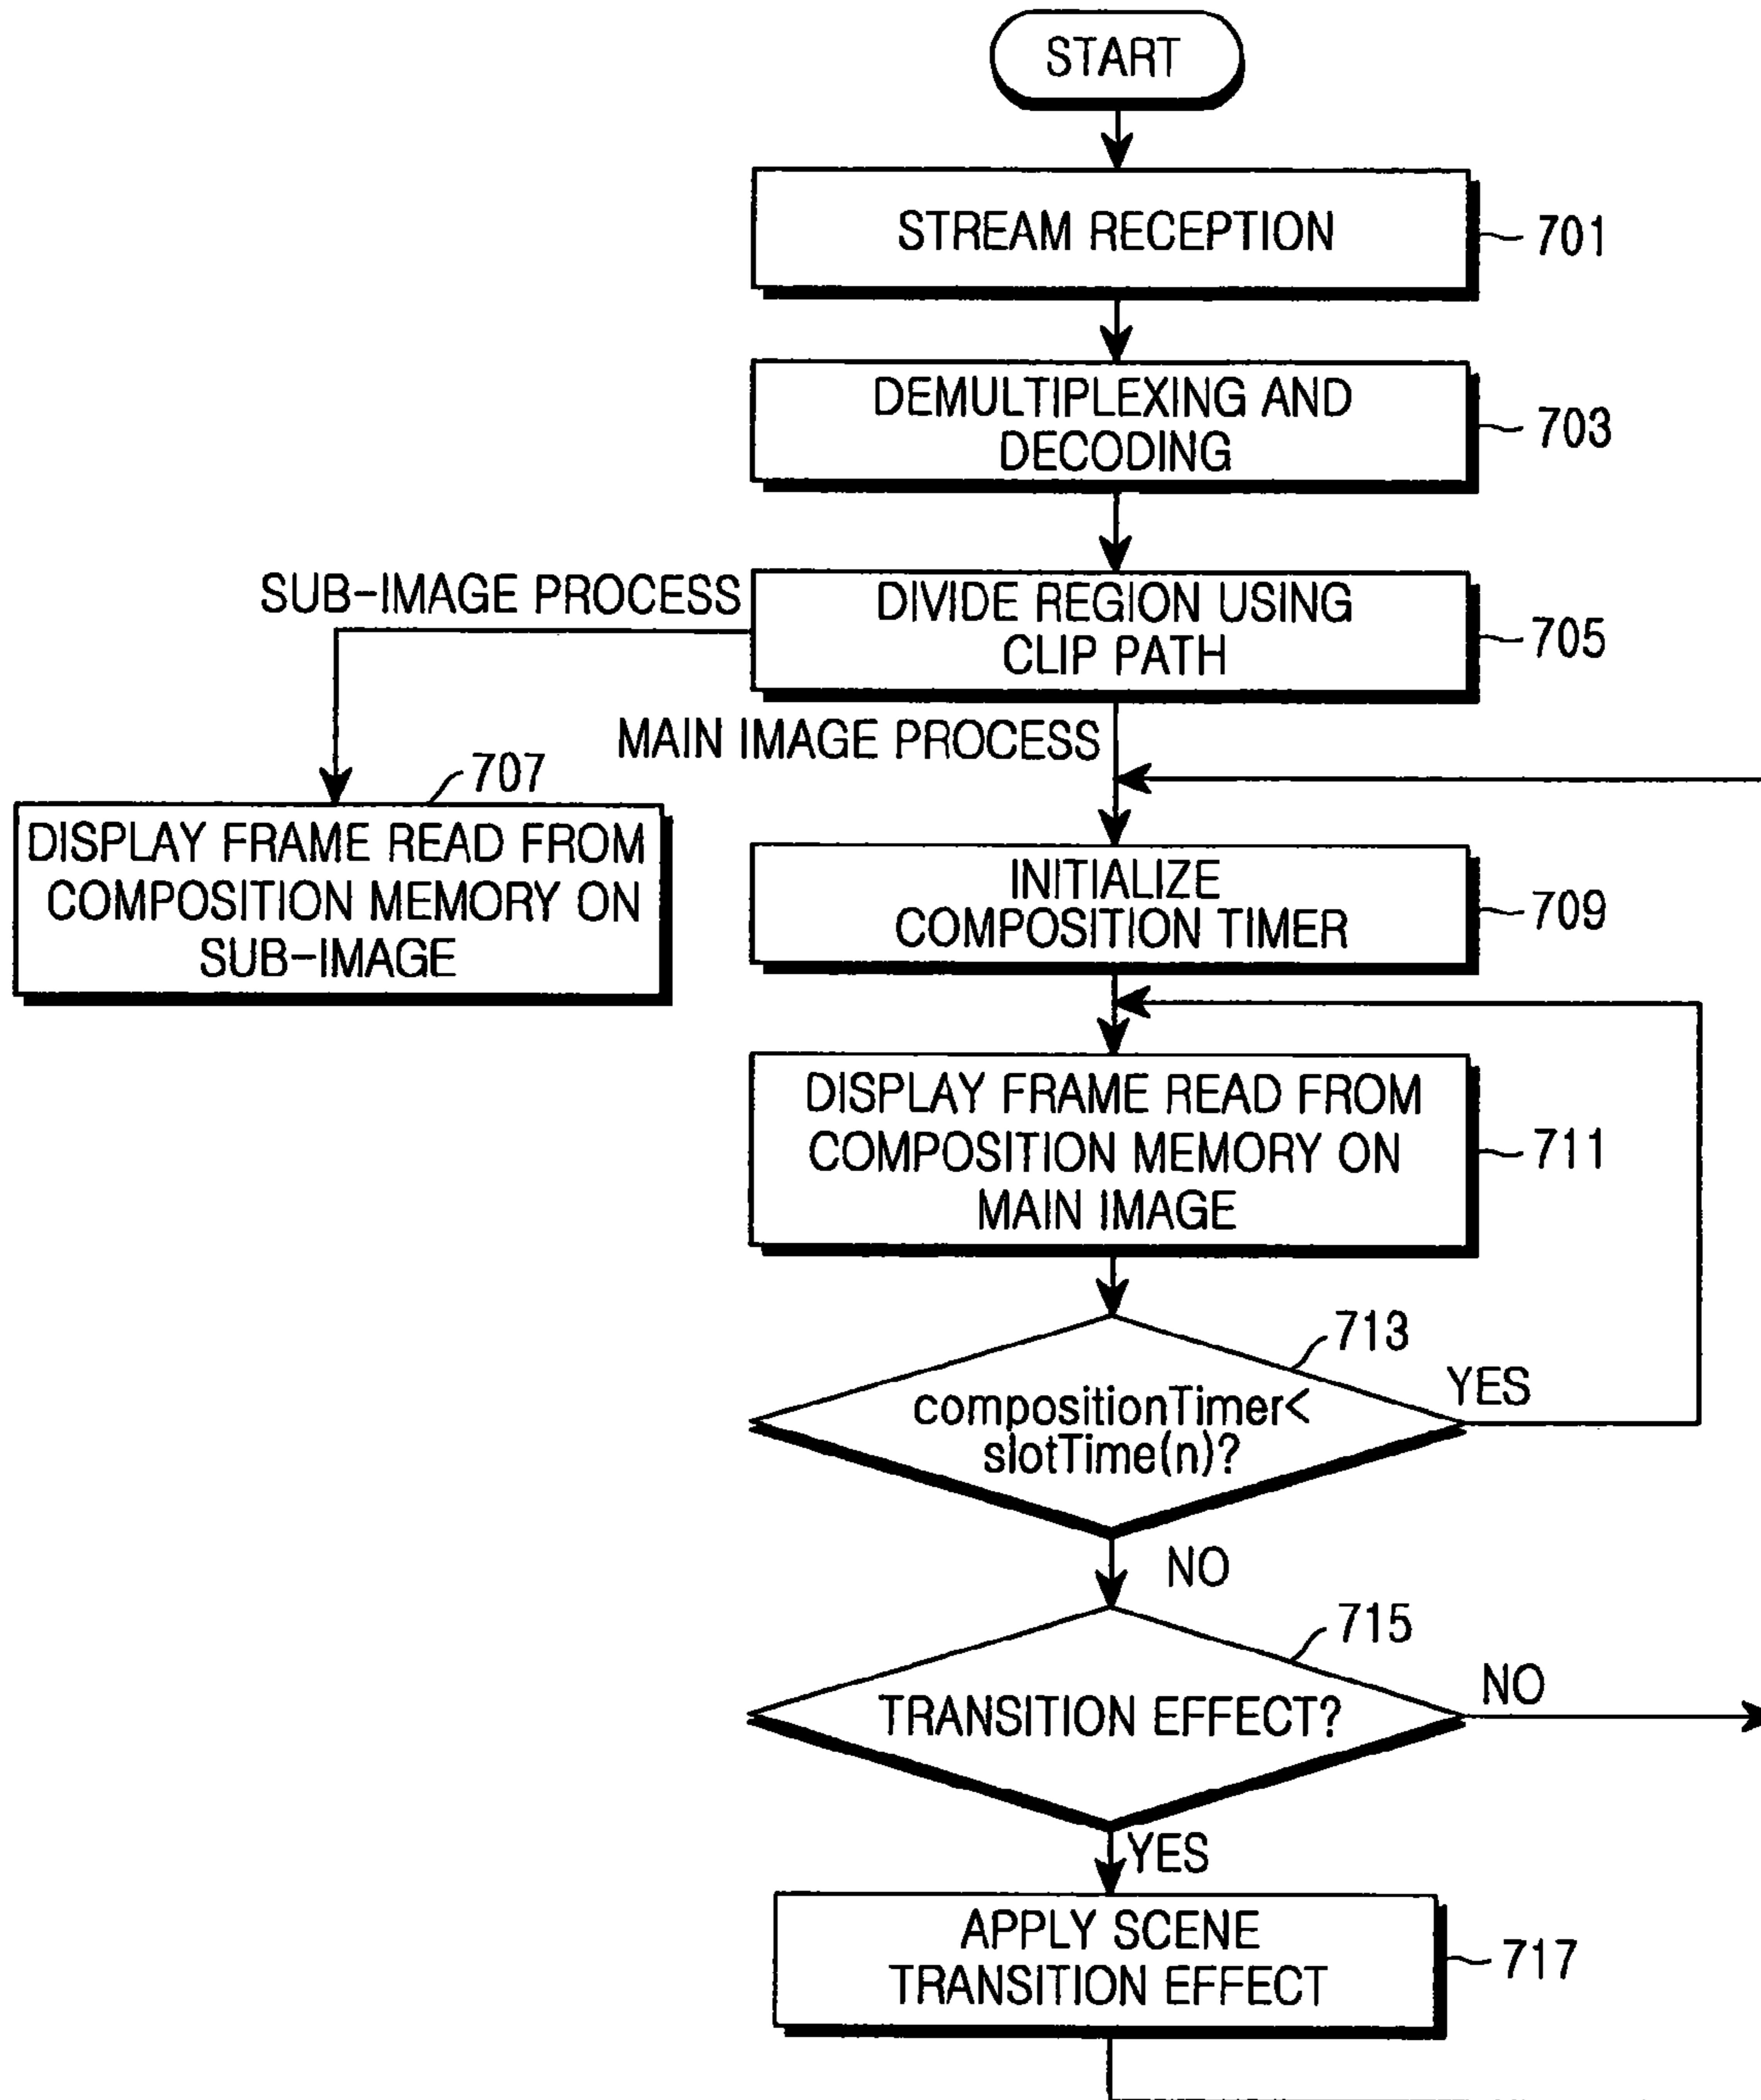 START
STREAM RECEPTION
701
DEMULTIPLEXING AND
DECODING
703
SUB-IMAGE PROCESS
DIVIDE REGION USING
CLIP PATH
705
MAIN IMAGE PROCESS
707
DISPLAY FRAME READ FROM
COMPOSITION MEMORY ON
SUB-IMAGE
INITIALIZE
COMPOSITION TIMER
709
DISPLAY FRAME READ FROM
COMPOSITION MEMORY ON
MAIN IMAGE
711
713
compositionTimer<
slotTime(n)?
YES
NO
715
TRANSITION EFFECT?
NO
YES
APPLY SCENE
TRANSITION EFFECT
717